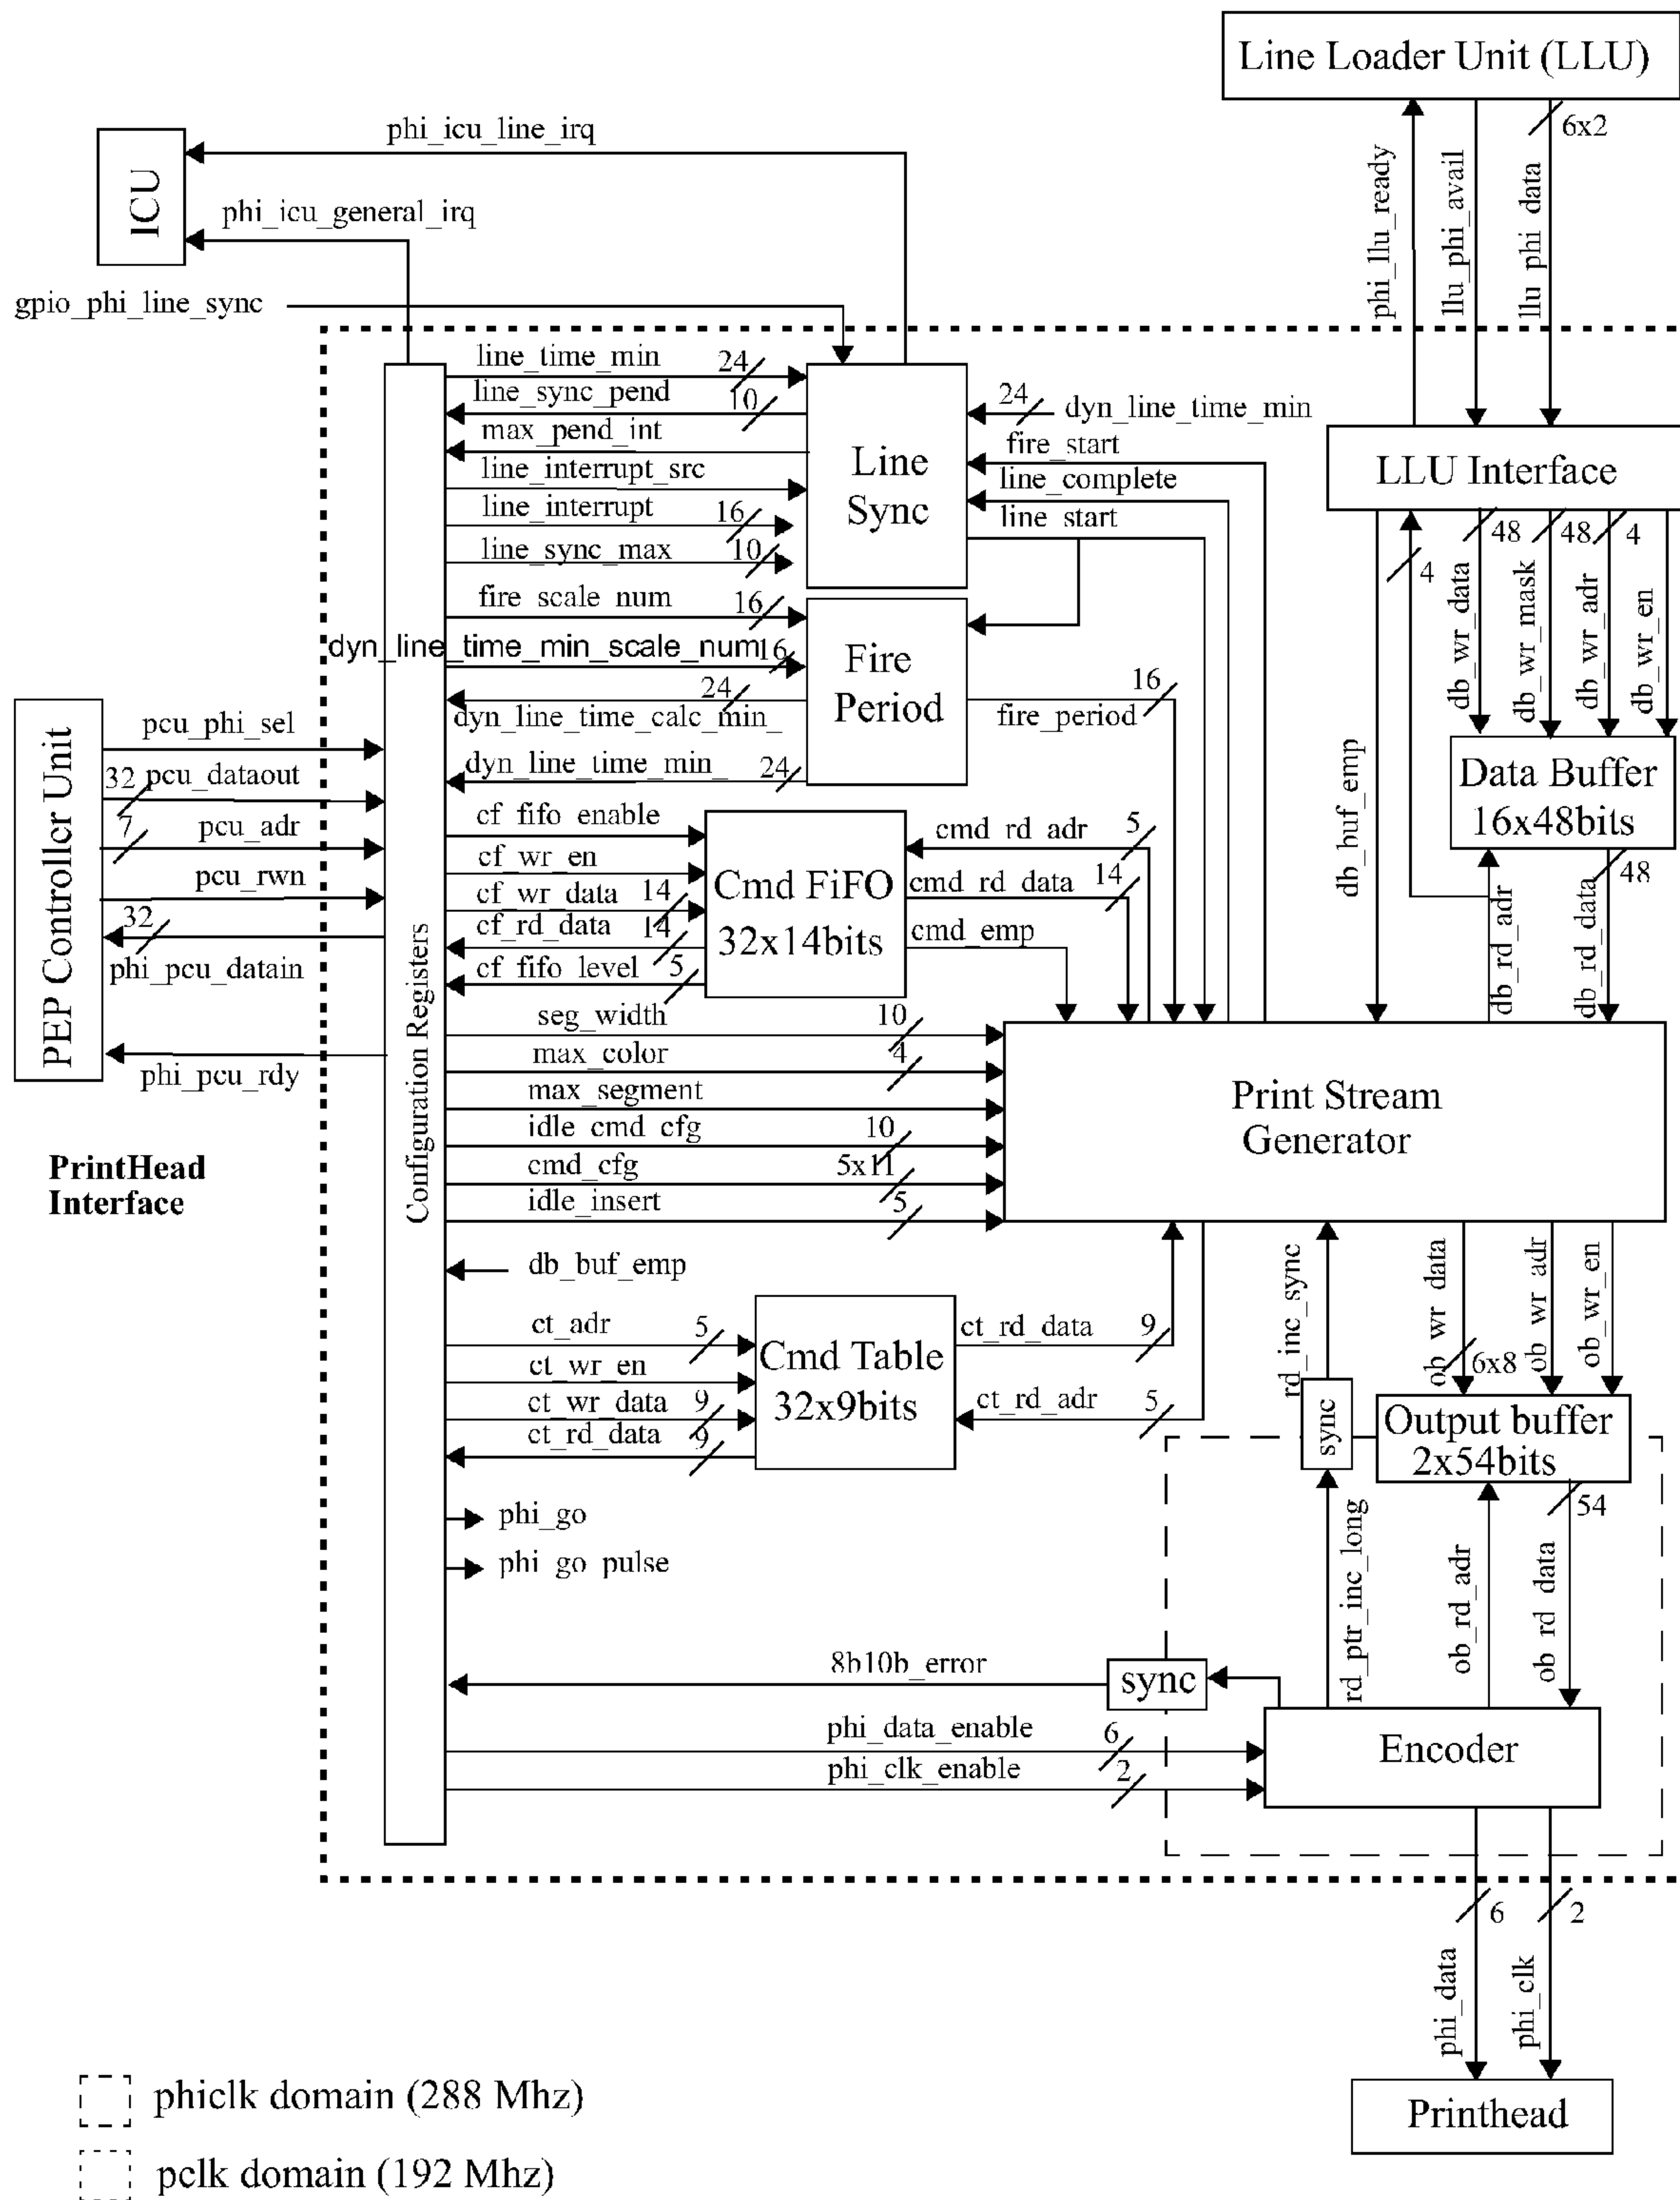 Line Loader Unit (LLU)
6x2
phi_llu_ready
llu_phi_avail
llu_phi_data
phi_icu_line_irq
ICU
phi_icu_general_irq
gpio_phi_line_sync
line_time_min
24
line_sync_pend
10
max_pend_int
line_interrupt_src
line_interrupt
16
line_sync_max
10
Line
Sync
24
dyn_line_time_min
fire_start
line_complete
line_start
LLU Interface
4
48
48
4
db_wr_data
db_wr_mask
db_wr_adr
db_wr_en
fire_scale_num
16
dyn_line_time_min_scale_num
16
24
dyn_line_time_calc_min_
dyn_line_time_min_
24
Fire
Period
16
fire_period
db_buf_emp
Data Buffer
16x48bits
48
db_rd_adr
db_rd_data
PEP Controller Unit
pcu_phi_sel
32
pcu_dataout
7
pcu_adr
pcu_rwn
32
phi_pcu_datain
phi_pcu_rdy
Configuration Registers
cf_fifo_enable
cf_wr_en
cf_wr_data
14
cf_rd_data
14
cf_fifo_level
5
Cmd FiFO
32x14bits
cmd_rd_adr
5
cmd_rd_data
14
cmd_emp
seg_width
10
max_color
4
max_segment
idle_cmd_cfg
10
cmd_cfg
5x11
idle_insert
5
Print Stream
Generator
PrintHead
Interface
db_buf_emp
ct_adr
5
ct_wr_en
ct_wr_data
9
ct_rd_data
9
Cmd Table
32x9bits
ct_rd_data
9
ct_rd_adr
5
rd_inc_sync
ob_wr_data
6x8
ob_wr_adr
ob_wr_en
sync
Output buffer
2x54bits
54
phi_go
phi_go_pulse
rd_ptr_inc_long
ob_rd_adr
ob_rd_data
8b10b_error
sync
phi_data_enable
6
phi_clk_enable
2
Encoder
6
2
phi_data
phi_clk
Printhead
phiclk domain (288 Mhz)
pclk domain (192 Mhz)